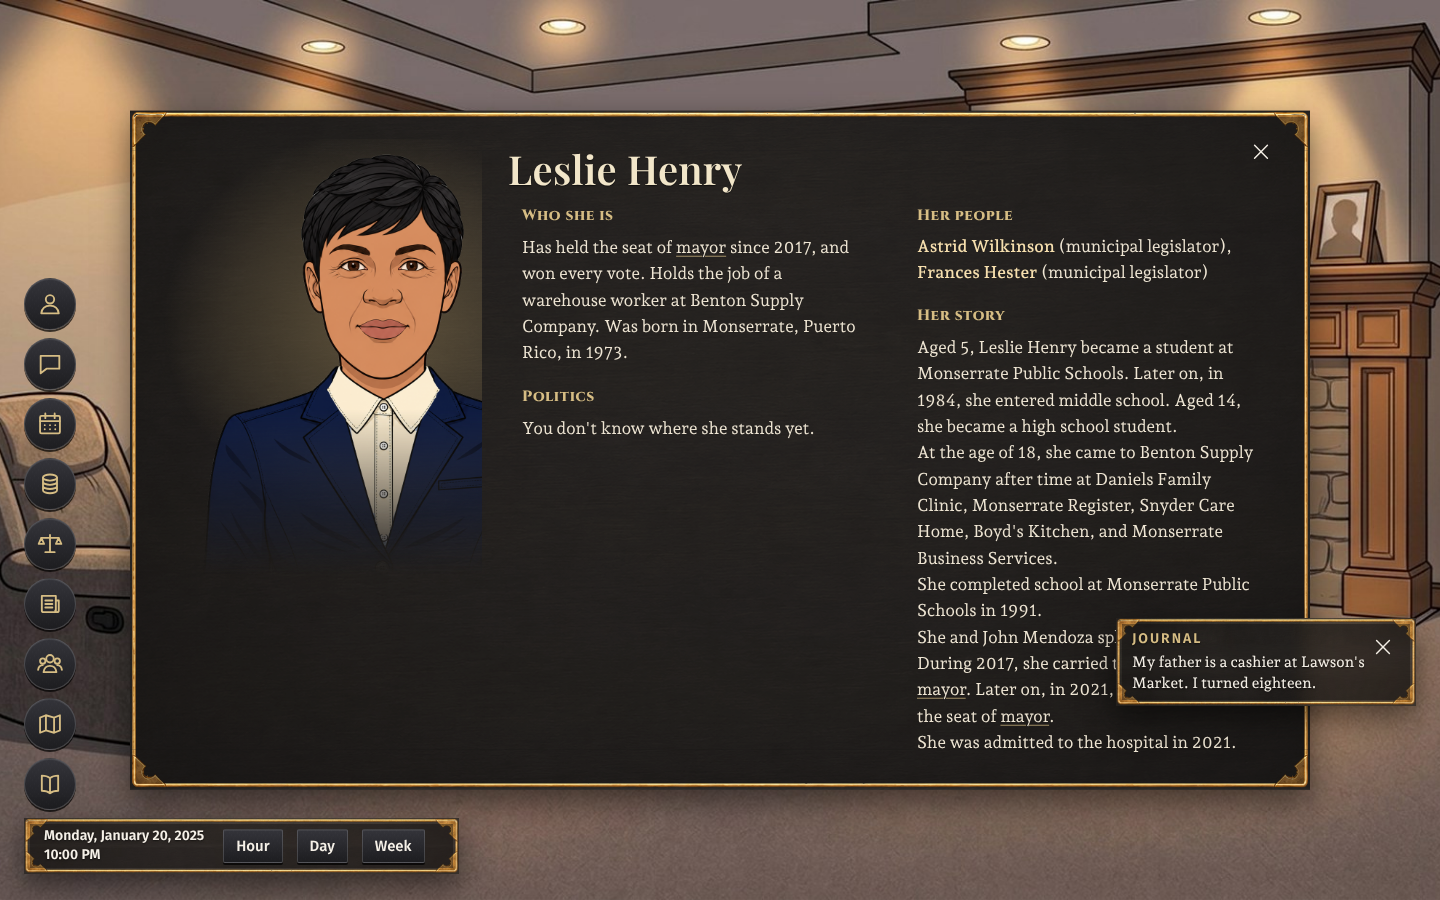 Leslie Henry
Who she is
Has held the seat of mayor since 2017, and
won every vote. Holds the job of a
warehouse worker at Benton Supply
Company. Was born in Monserrate, Puerto
Rico, in 1973.
Politics
You don't know where she stands yet.
Her people
Astrid Wilkinson (municipal legislator),
Frances Hester (municipal legislator)
Her story
Aged 5, Leslie Henry became a student at
Monserrate Public Schools. Later on, in
1984, she entered middle school. Aged 14,
she became a high school student.
At the age of 18, she came to Benton Supply
Company after time at Daniels Family
Clinic, Monserrate Register, Snyder Care
Home, Boyd's Kitchen, and Monserrate
Business Services.
She completed school at Monserrate Public
Schools in 1991.
She and John Mendoza
During 2017, she carried
mayor. Later on, in 2021,
the seat of mayor.
She was admitted to the hospital in 2021.
JOURNAL
My father is a cashier at Lawson's
Market. I turned eighteen.
Monday, January 20, 2025
10:00 PM
Hour
Day
Week